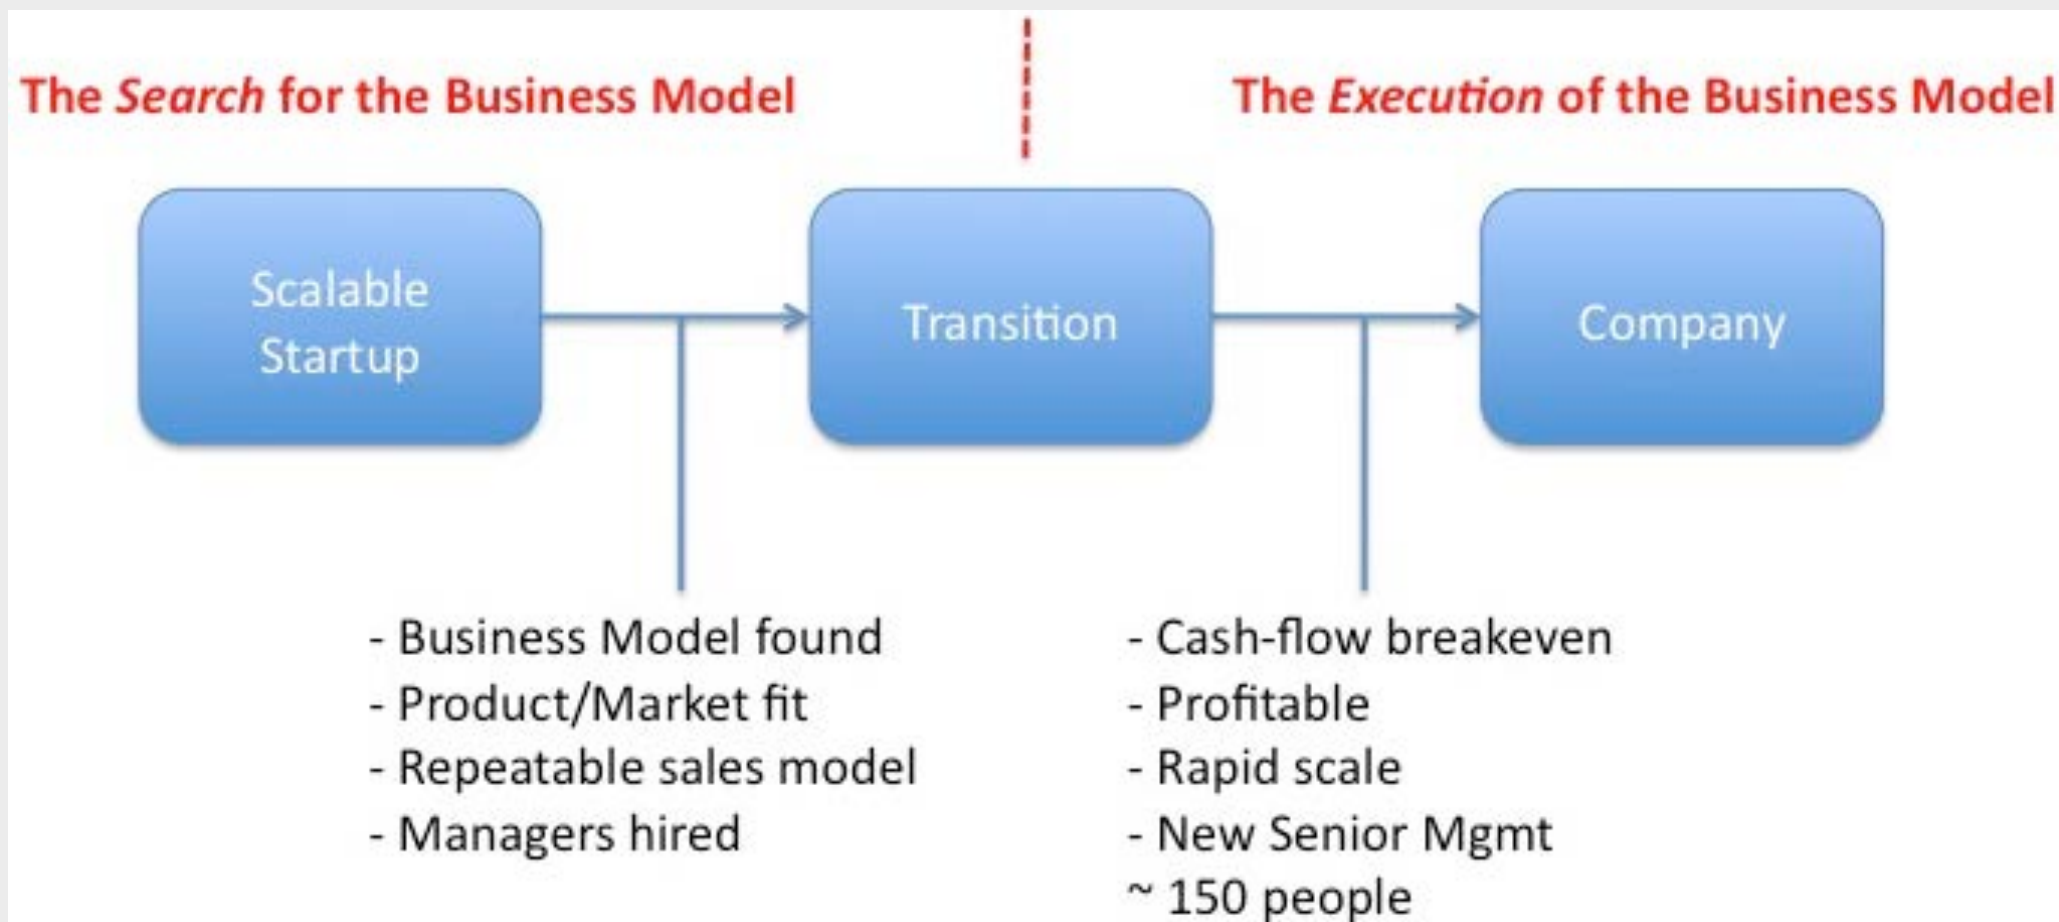 The Search for the Business Model
The Execution of the Business Model
Scalable
Startup
Transition
Company
- Business Model found
- Product/Market fit
- Repeatable sales model
- Managers hired
- Cash-flow breakeven
- Profitable
- Rapid scale
- New Senior Mgmt
~ 150 people